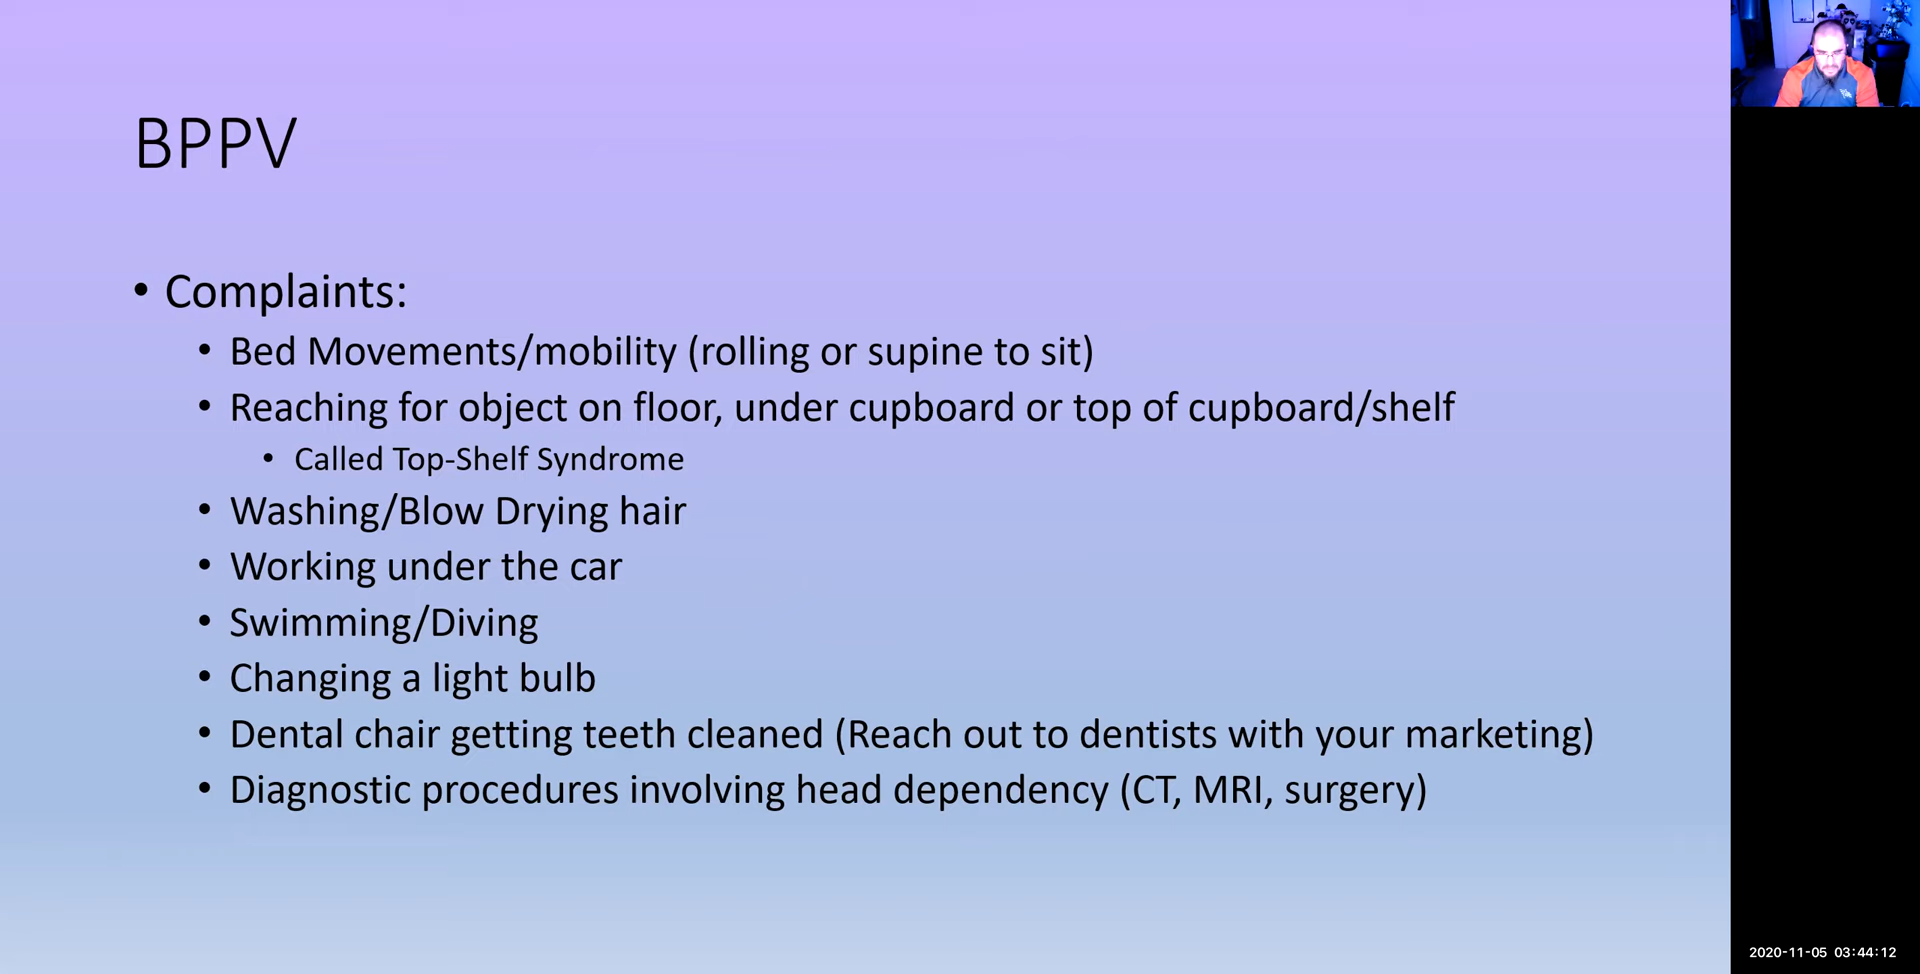 BPPV
• Complaints:
• Bed Movements/mobility (rolling or supine to sit)
• Reaching for object on floor, under cupboard or top of cupboard/shelf
• Called Top-Shelf Syndrome
• Washing/Blow Drying hair
• Working under the car
• Swimming/Diving
• Changing a light bulb
• Dental chair getting teeth cleaned (Reach out to dentists with your marketing)
• Diagnostic procedures involving head dependency (CT, MRI, surgery)
2020-11-05 03:44:12